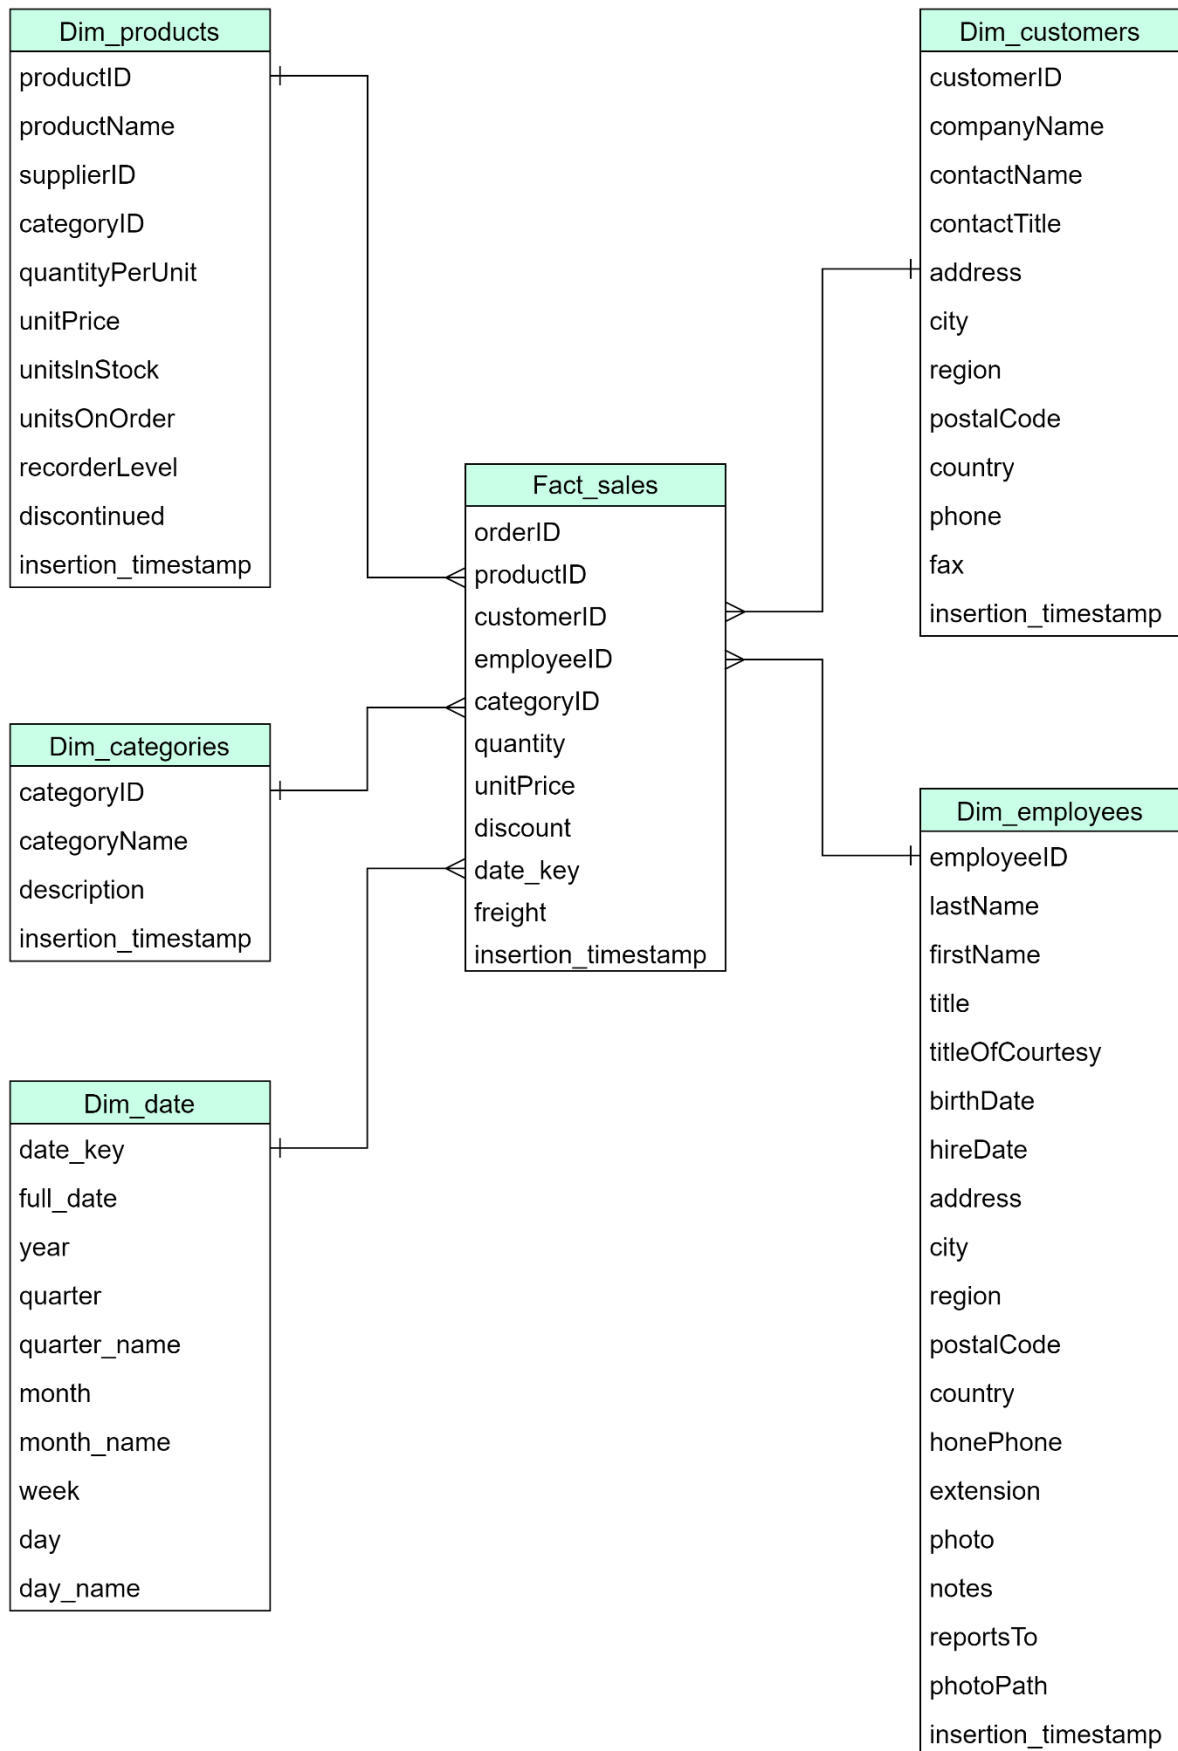 Dim_products
productID
productName
supplierID
categoryID
quantityPerUnit
unitPrice
unitsInStock
unitsOnOrder
recorderLevel
discontinued
insertion_timestamp
Dim_categories
categoryID
categoryName
description
insertion_timestamp
Dim_date
date_key
full_date
year
quarter
quarter_name
month
month_name
week
day
day_name
Fact_sales
orderID
productID
customerID
employeeID
categoryID
quantity
unitPrice
discount
date_key
freight
insertion_timestamp
Dim_customers
customerID
companyName
contactName
contactTitle
address
city
region
postalCode
country
phone
fax
insertion_timestamp
Dim_employees
employeeID
lastName
firstName
title
titleOfCourtesy
birthDate
hireDate
address
city
region
postalCode
country
honePhone
extension
photo
notes
reportsTo
photoPath
insertion_timestamp